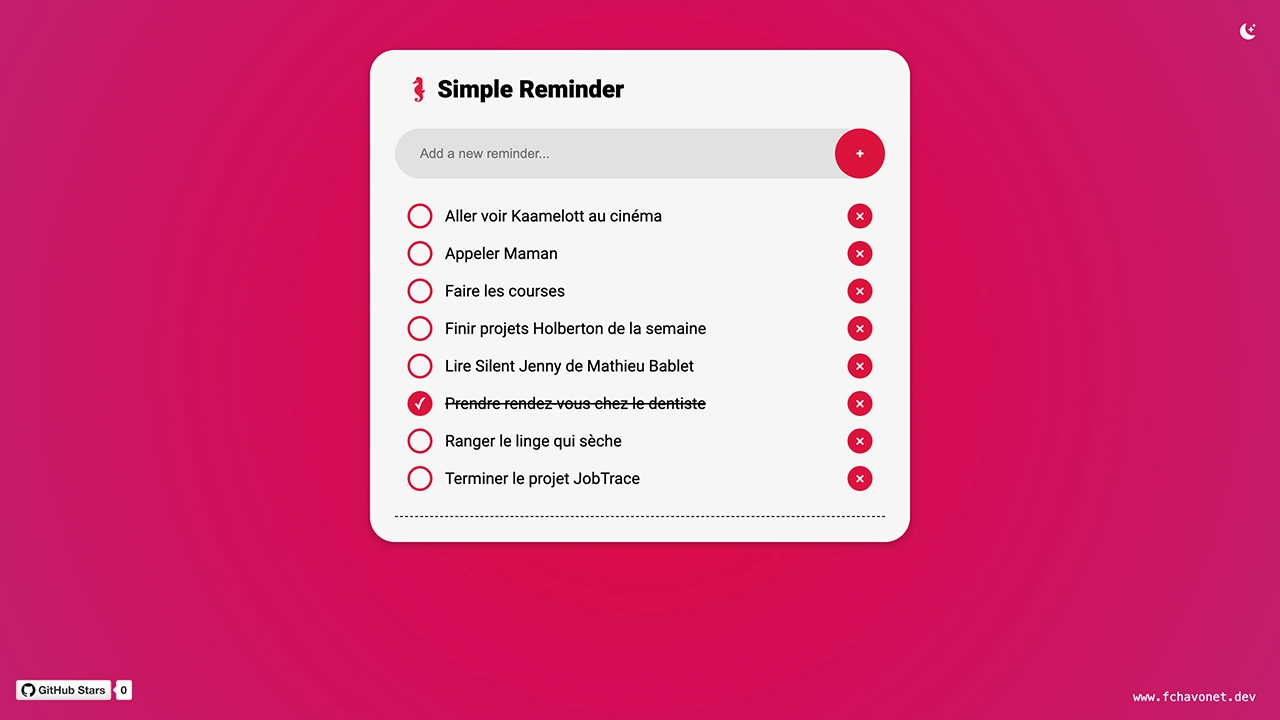 Simple Reminder
Add a new reminder...
Aller voir Kaamelott au cinéma
Appeler Maman
Faire les courses
Finir projets Holberton de la semaine
Lire Silent Jenny de Mathieu Bablet
Prendre rendez-vous chez le dentiste
Ranger le linge qui sèche
Terminer le projet JobTrace
GitHub Stars 0
www.fchavonet.dev